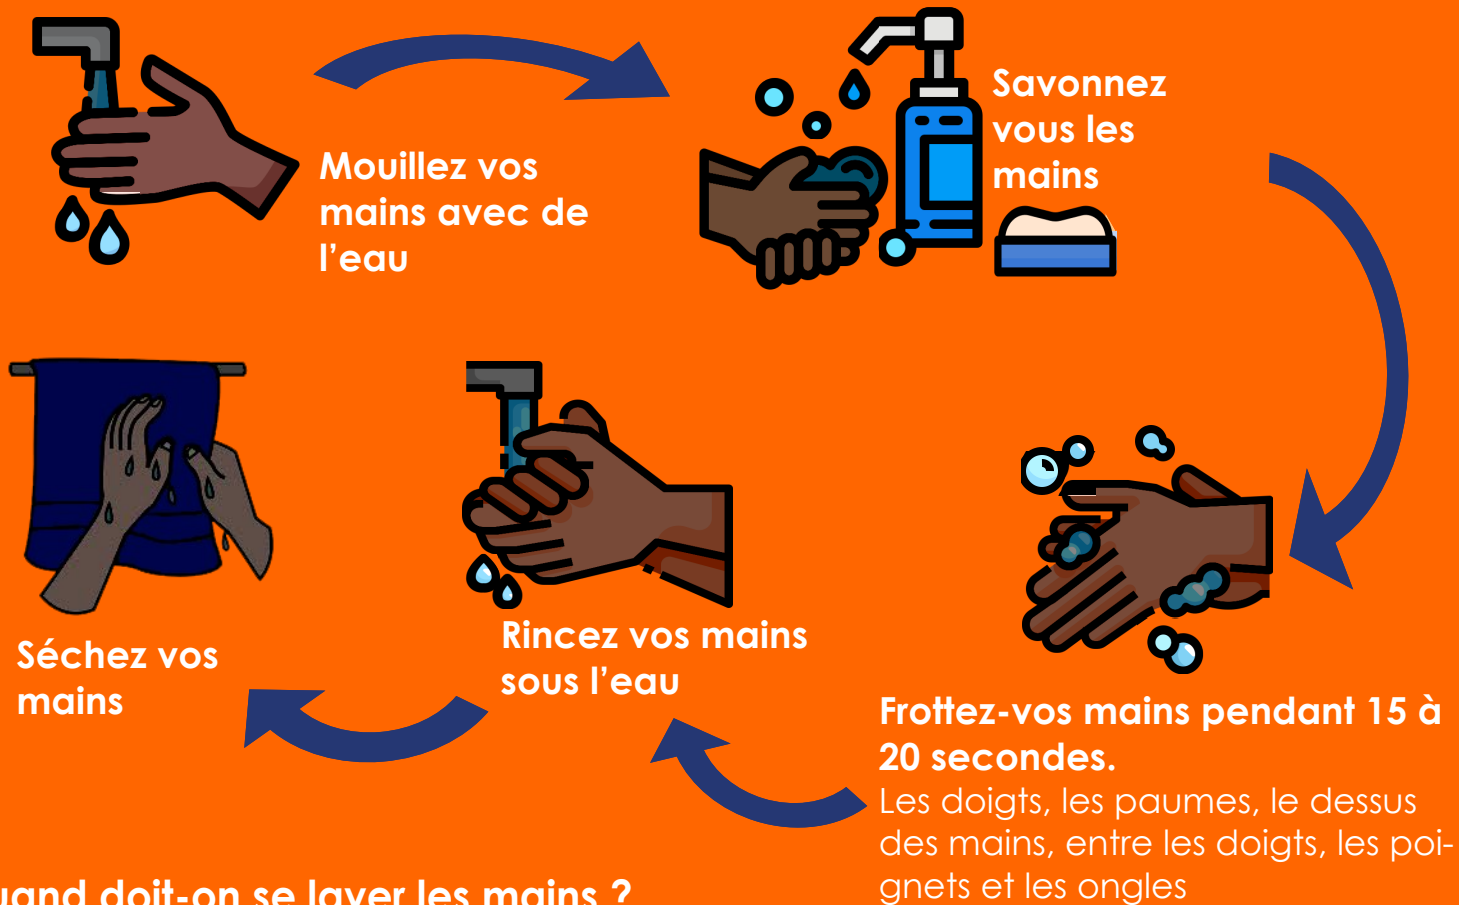 Mouillez vos
mains avec de
l’eau
Savonnez
vous les
mains
Frottez-vos mains pendant 15 à
20 secondes.
Les doigts, les paumes, le dessus
des mains, entre les doigts, les poi-
gnets et les ongles
Rincez vos mains
sous l’eau
Séchez vos
mains
uand doit-on se laver les mains ?